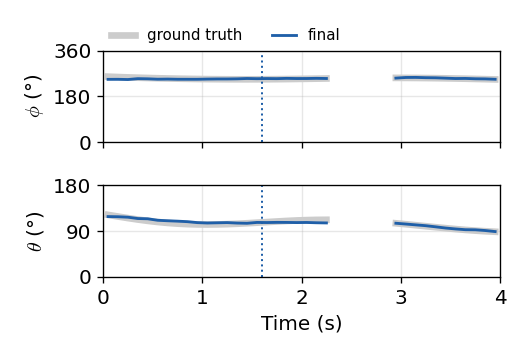 ground truth final
360
180
0
ϕ (°)
180
90
0
θ (°)
0 1 2 3 4
Time (s)